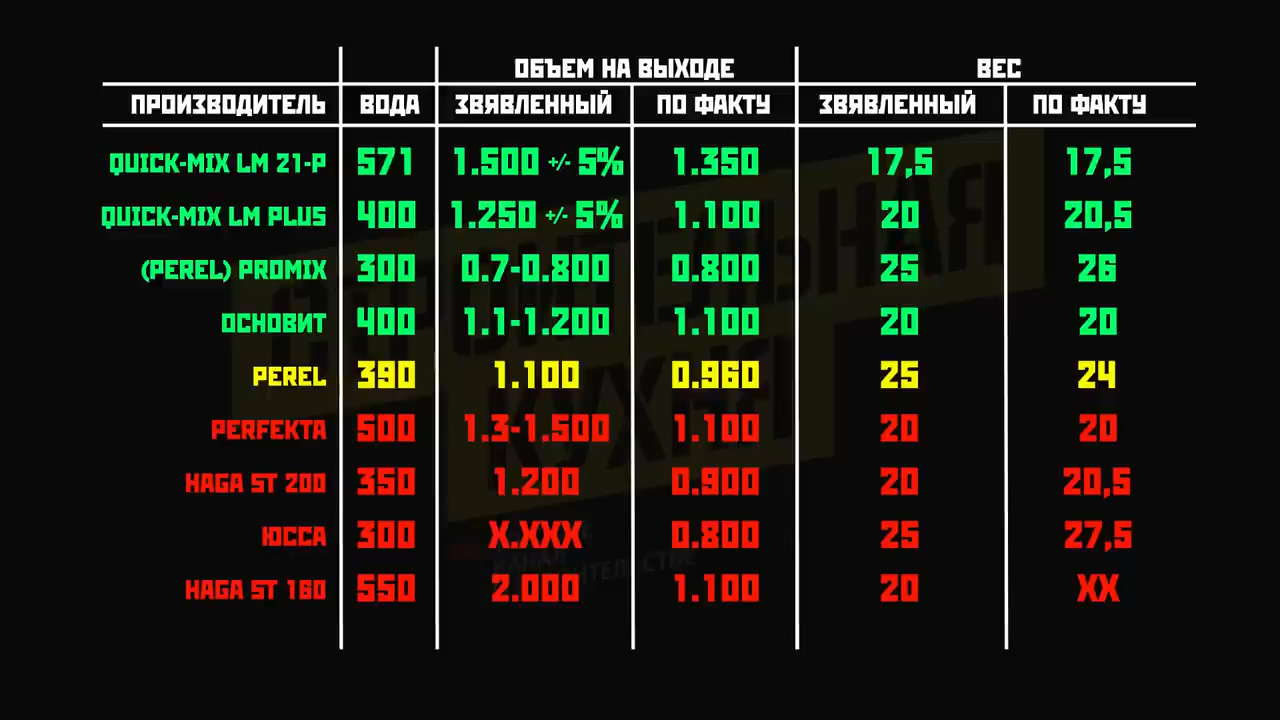 ОБЪЕМ НА ВЫХОДЕ ВЕС
ПРОИЗВОДИТЕЛЬ ВОДА ЗВЯВЛЕННЫЙ ПО ФАКТУ ЗВЯВЛЕННЫЙ ПО ФАКТУ
QUICK-MIX LM 21-P 571 1.500 +/- 5% 1.350 17,5 17,5
QUICK-MIX LM PLUS 400 1.250 +/- 5% 1.100 20 20,5
(PEREL) PROMIX 300 0.7-0.800 0.800 25 26
ОСНОВИТ 400 1.1-1.200 1.100 20 20
PEREL 390 1.100 0.960 25 24
PERFEKTA 500 1.3-1.500 1.100 20 20
HAGA ST 200 350 1.200 0.900 20 20,5
ЮССА 300 X.XXX 0.800 25 27,5
HAGA ST 160 550 2.000 1.100 20 XX
СТРОИТЕЛЬНАЯ
КУХНЯ
КАНАЛ